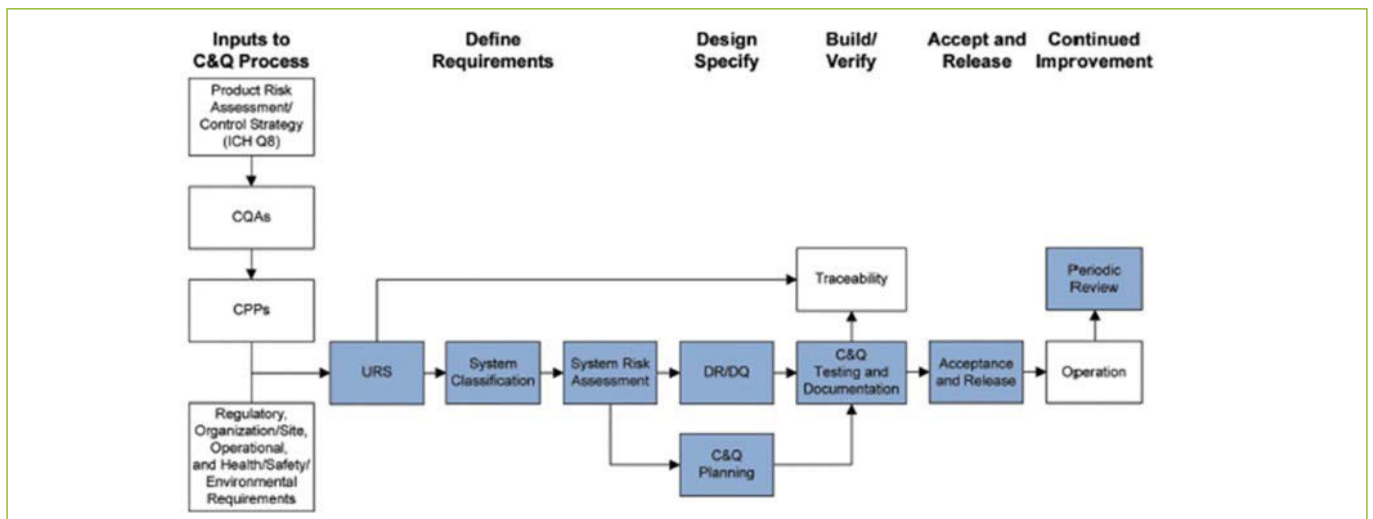 Inputs to
C&Q Process
Define
Requirements
Design
Specify
Build/
Verify
Accept and
Release
Continued
Improvement
Product Risk
Assessment/
Control Strategy
(ICH Q8)
CQAs
CPPs
Regulatory,
Organization/Site,
Operational,
and Health/Safety/
Environmental
Requirements
URS
System
Classification
System Risk
Assessment
DR/DQ
C&Q
Planning
Traceability
C&Q
Testing and
Documentation
Acceptance
and Release
Periodic
Review
Operation